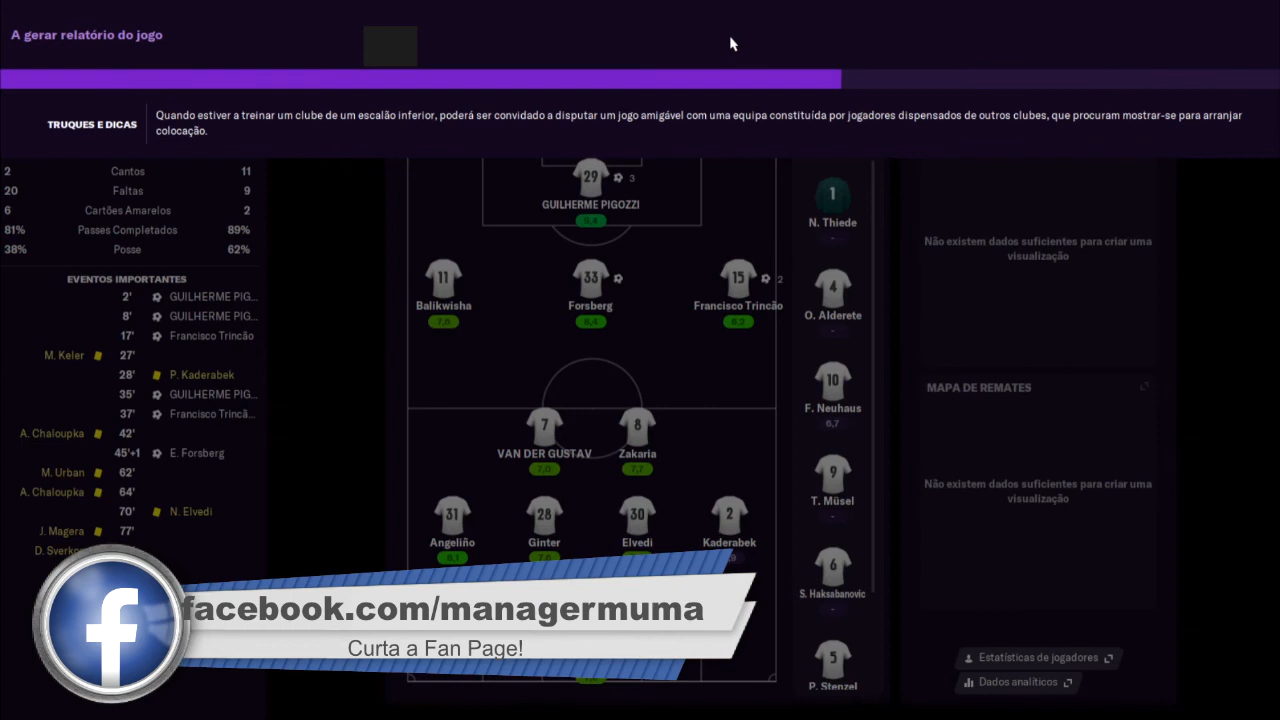 A gerar relatório do jogo
TRUQUES E DICAS
Quando estiver a treinar um clube de um escalão inferior, poderá ser convidado a disputar um jogo amigável com uma equipa constituída por jogadores dispensados de outros clubes, que procuram mostrar-se para arranjar
colocação.
2 Cantos 11
20 Faltas 9
6 Cartões Amarelos 2
81% Passes Completados 89%
38% Posse 62%
EVENTOS IMPORTANTES
2' GUILHERME PIG...
8' GUILHERME PIG...
17' Francisco Trincão
M. Keler 27'
28' P. Kaderabek
35' GUILHERME PIG...
37' Francisco Trincã...
A. Chaloupka 42'
45'+1 E. Forsberg
M. Urban 62'
A. Chaloupka 64'
70' N. Elvedi
J. Magera 77'
29 3
GUILHERME PIGOZZI
9,4
11 33 15 2
Balikwisha Forsberg Francisco Trincão
7,8 8,4 8,2
7 8
VAN DER GUSTAV Zakaria
7,0 7,7
31 28 30 2
Angeliño Ginter Elvedi Kaderabek
8,1 7,8
1
N. Thiede
-
4
O. Alderete
-
10
F. Neuhaus
6,7
9
T. Müsel
-
6
S. Haksabanovic
-
5
P. Stenzel
Não existem dados suficientes para criar uma
visualização
MAPA DE REMATES
Não existem dados suficientes para criar uma
visualização
Estatísticas de jogadores
Dados analíticos
f
facebook.com/managermuma
Curta a Fan Page!